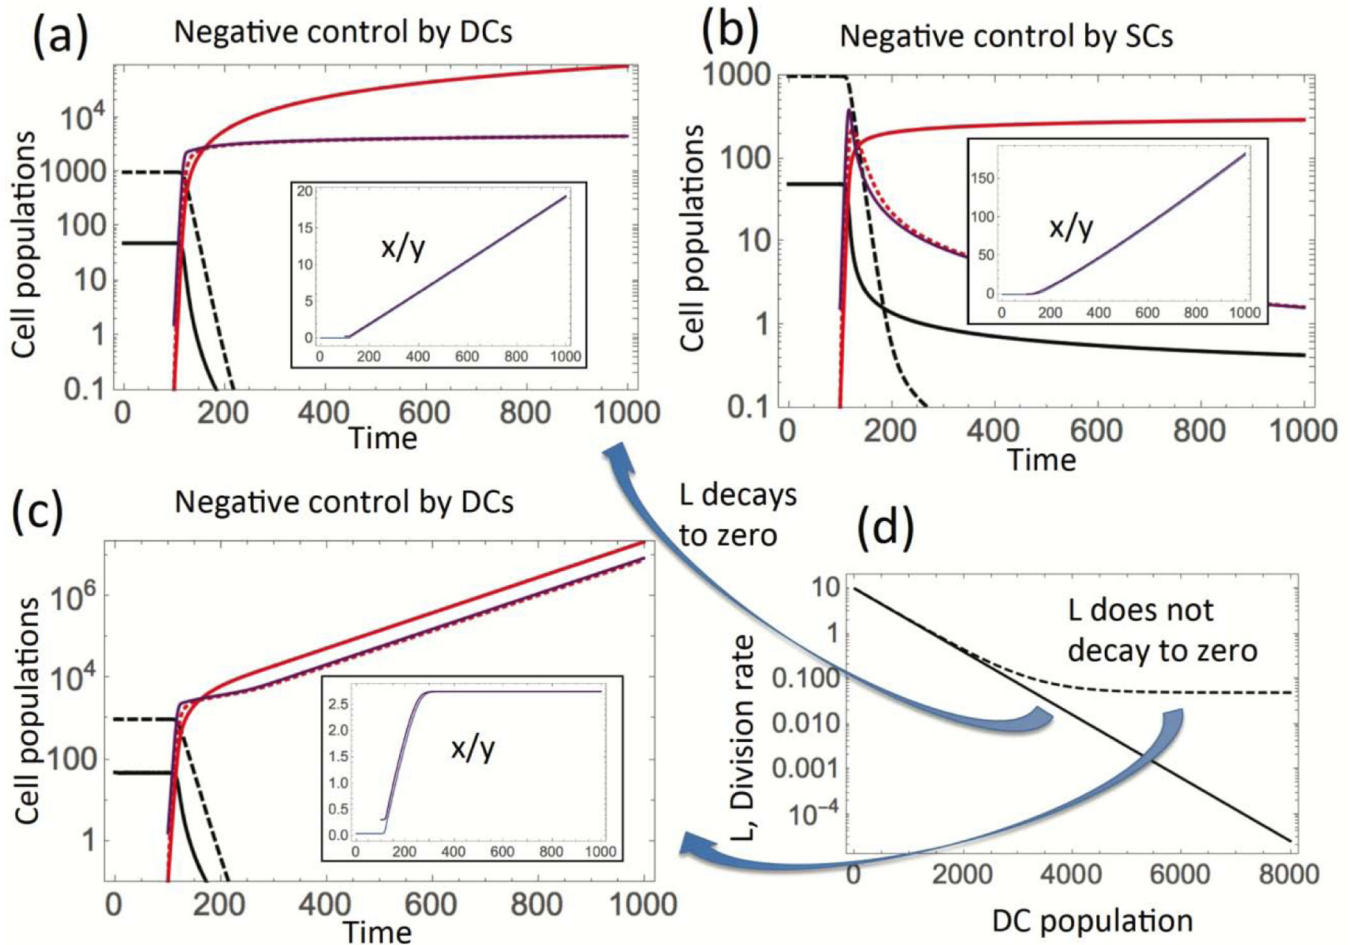 (a)
Negative control by DCs
Cell populations
10^4
1000
100
10
1
0.1
0 200 400 600 800 1000
Time
20
15
10
5
0
x/y
0 200 400 600 800 1000
(b)
Negative control by SCs
Cell populations
1000
100
10
1
0.1
0 200 400 600 800 1000
Time
150
100
50
0
x/y
0 200 400 600 800 1000
(c)
Negative control by DCs
Cell populations
10^6
10^4
100
1
0 200 400 600 800 1000
Time
2.5
2.0
1.5
1.0
0.5
0.0
x/y
0 200 400 600 800 1000
L decays
to zero
(d)
L, Division rate
10
1
0.100
0.010
0.001
10^-4
L does not
decay to zero
0 2000 4000 6000 8000
DC population